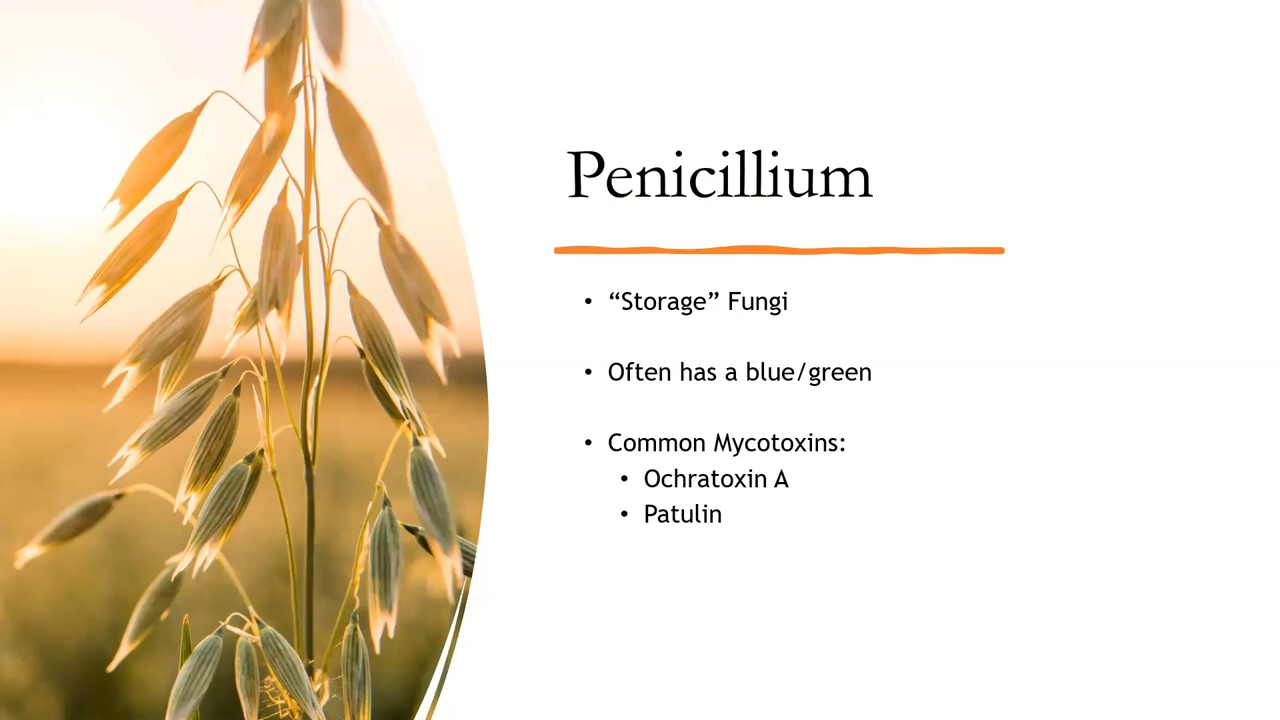 Penicillium
• “Storage” Fungi
• Often has a blue/green
• Common Mycotoxins:
• Ochratoxin A
• Patulin